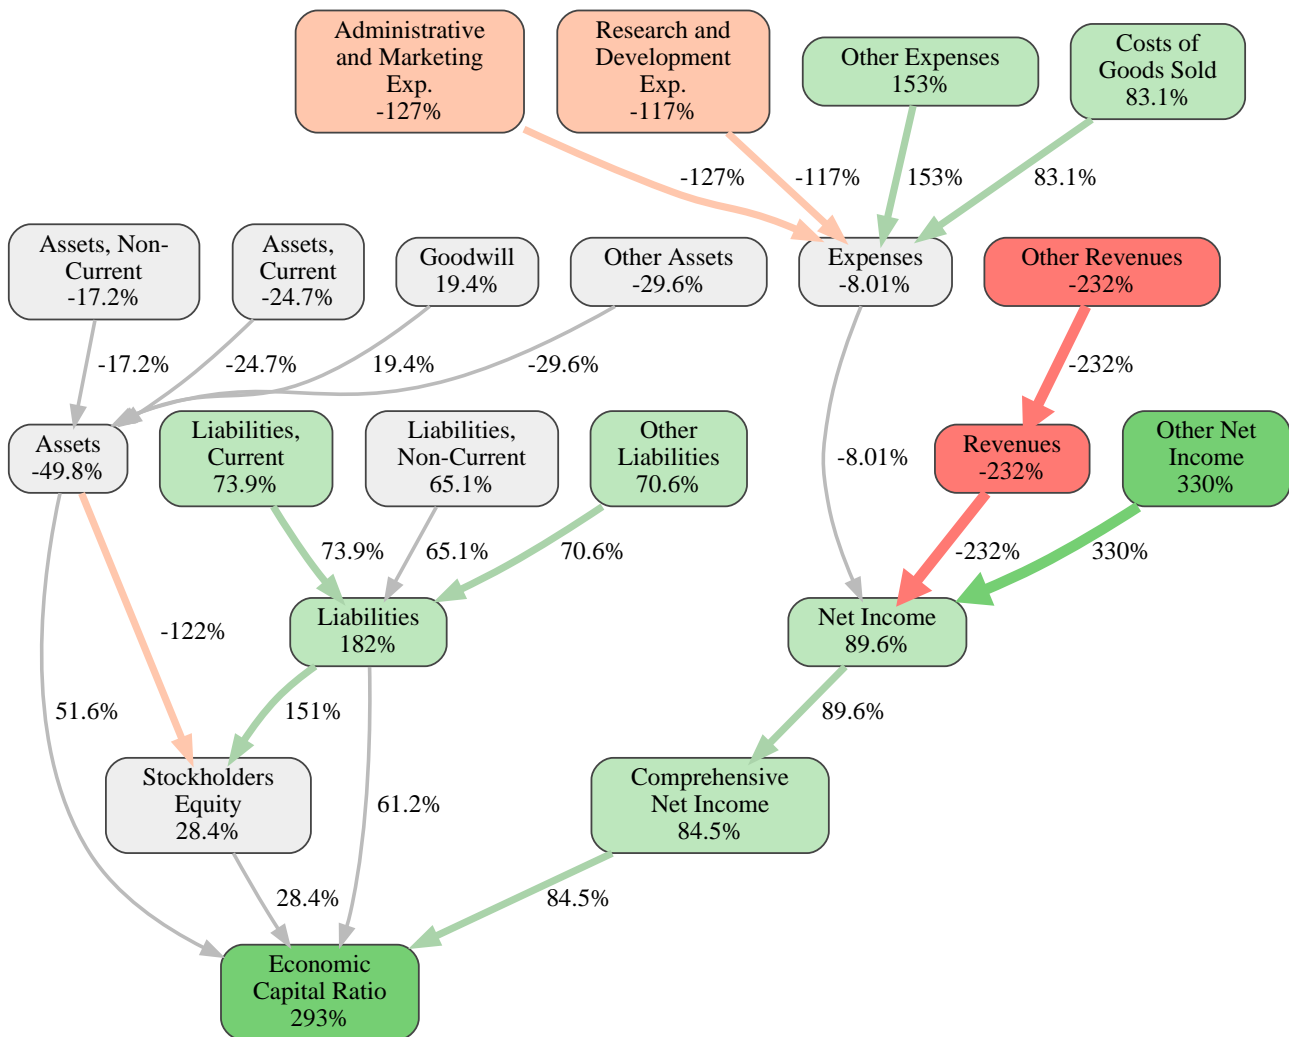 Administrative
and Marketing
Exp.
-127%
Research and
Development
Exp.
-117%
Other Expenses
153%
Costs of
Goods Sold
83.1%
-127%
-117%
153%
83.1%
Assets, Non-
Current
-17.2%
Assets,
Current
-24.7%
Goodwill
19.4%
Other Assets
-29.6%
Expenses
-8.01%
Other Revenues
-232%
-17.2%
-24.7%
19.4%
-29.6%
-232%
Assets
-49.8%
Liabilities,
Current
73.9%
Liabilities,
Non-Current
65.1%
Other
Liabilities
70.6%
-8.01%
Revenues
-232%
Other Net
Income
330%
73.9%
65.1%
70.6%
-232%
330%
Liabilities
182%
Net Income
89.6%
-122%
51.6%
151%
89.6%
Stockholders
Equity
28.4%
61.2%
Comprehensive
Net Income
84.5%
28.4%
84.5%
Economic
Capital Ratio
293%